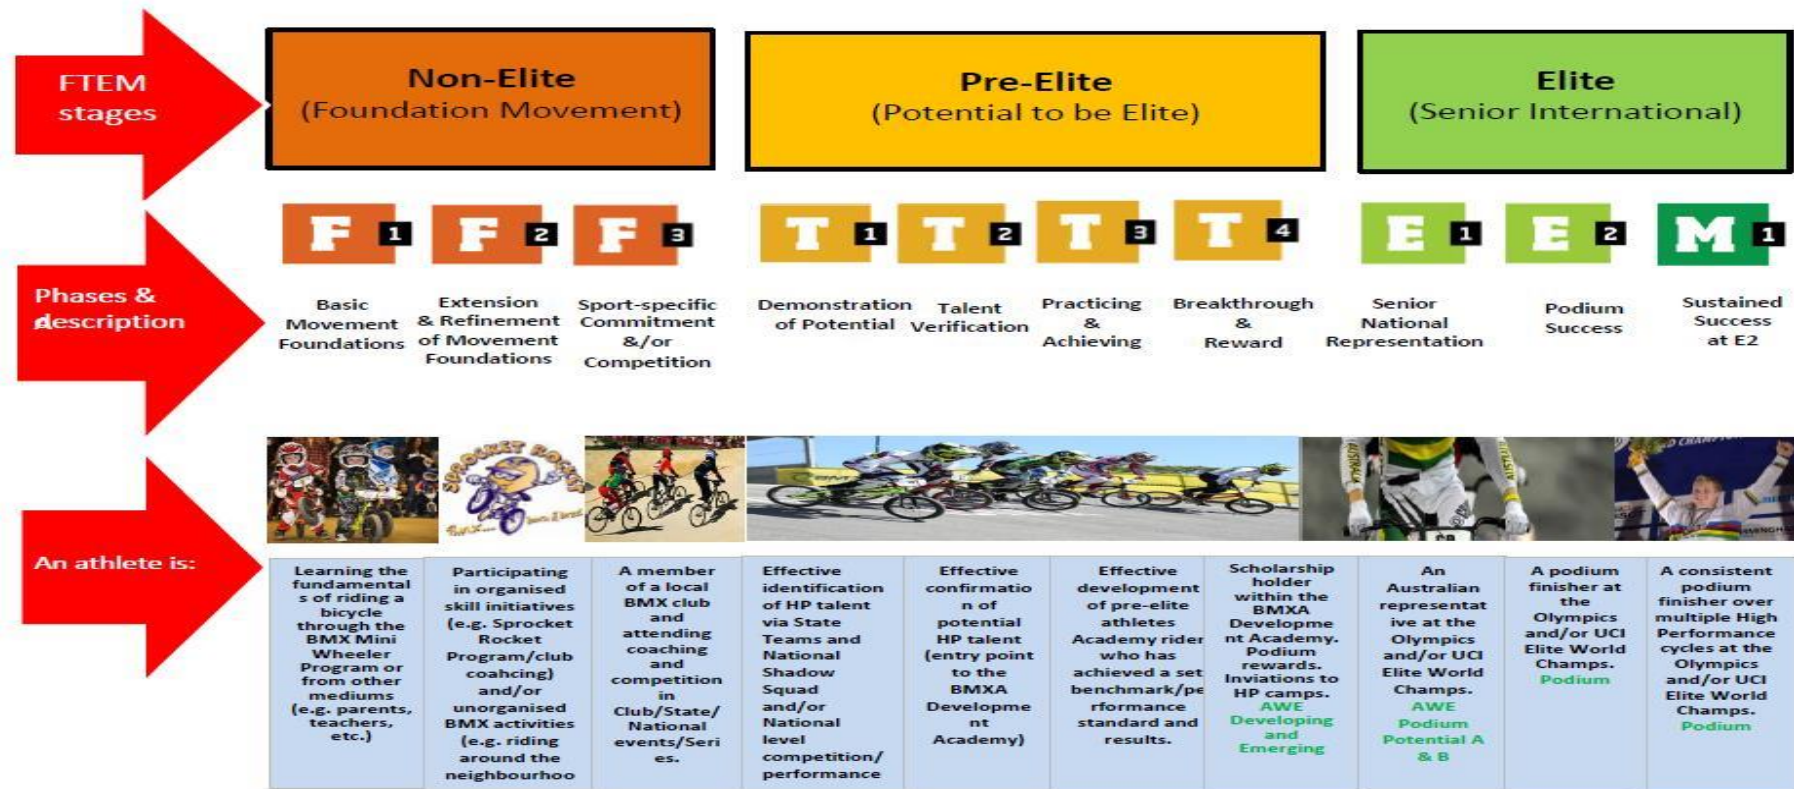 FTEM
stages
Non-Elite
(Foundation Movement)
Pre-Elite
(Potential to be Elite)
Elite
(Senior International)
Phases &
description
F 1
F 2
F 3
T 1
T 2
T 3
T 4
E 1
E 2
M 1
Basic
Movement
Foundations
Extension
& Refinement
of Movement
Foundations
Sport-specific
Commitment
&/or
Competition
Demonstration
of Potential
Talent
Verification
Practicing
&
Achieving
Breakthrough
&
Reward
Senior
National
Representation
Podium
Success
Sustained
Success
at E2
SPROCKET ROCKET
AUSTRALIA
An athlete is:
Learning the
fundamental
s of riding a
bicycle
through the
BMX Mini
Wheeler
Program or
from other
mediums
(e.g. parents,
teachers,
etc.)
Participating
in organised
skill initiatives
(e.g. Sprocket
Rocket
Program/club
coahcing)
and/or
unorganised
BMX activities
(e.g. riding
around the
neighbourhoo
A member
of a local
BMX club
and
attending
coaching
and
competition
in
Club/State/
National
events/Seri
es.
Effective
identification
of HP talent
via State
Teams and
National
Shadow
Squad
and/or
National
level
competition/
performance
Effective
confirmatio
n of
potential
HP talent
(entry point
to the
BMXA
Developme
nt
Academy)
Effective
development
of pre-elite
athletes
Academy rider
who has
achieved a set
benchmark/pe
rformance
standard and
results.
Scholarship
holder
within the
BMXA
Developme
nt Academy.
Podium
rewards.
Inviations to
HP camps.
AWE
Developing
and
Emerging
An
Australian
representat
ive at the
Olympics
and/or UCI
Elite World
Champs.
AWE
Podium
Potential A
& B
A podium
finisher at
the
Olympics
and/or UCI
Elite World
Champs.
Podium
A consistent
podium
finisher over
multiple High
Performance
cycles at the
Olympics
and/or UCI
Elite World
Champs.
Podium